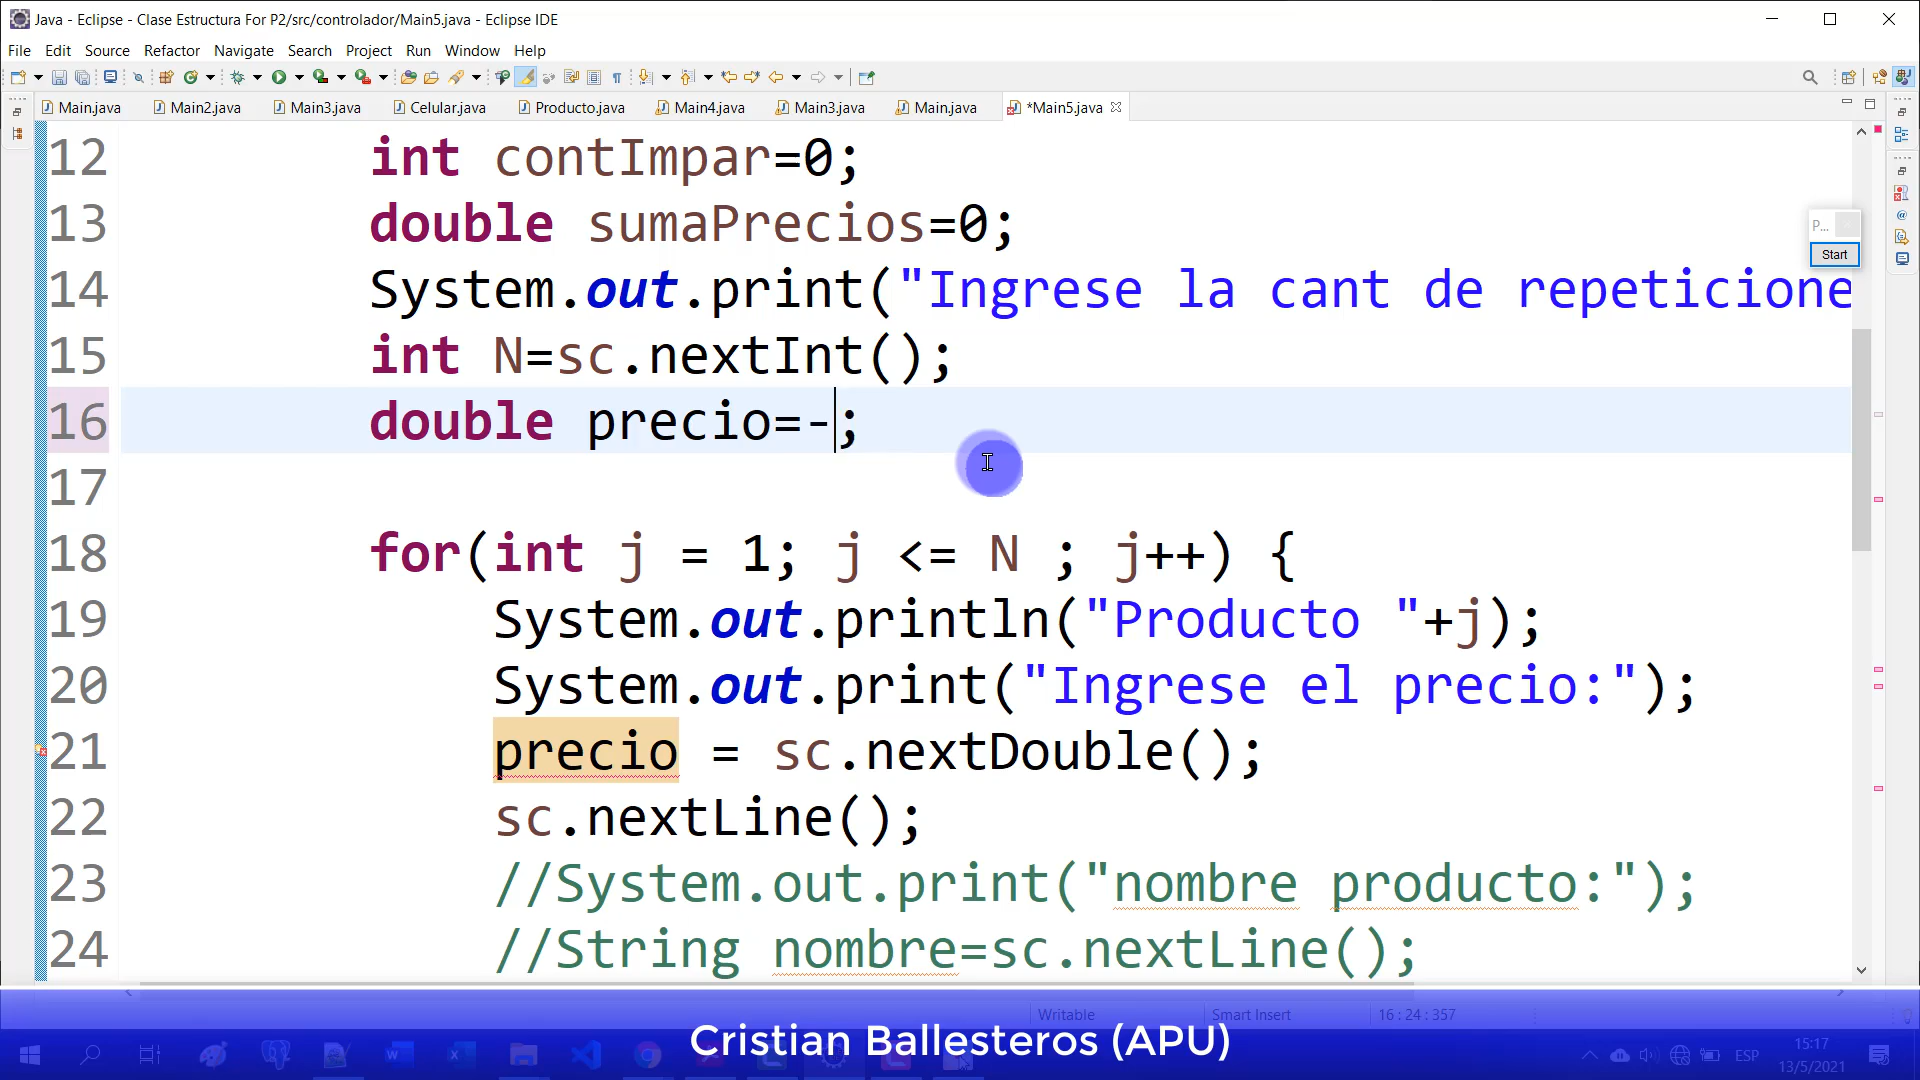 Java - Eclipse - Clase Estructura For P2/src/controlador/Main5.java - Eclipse IDE
File Edit Source Refactor Navigate Search Project Run Window Help
Main.java Main2.java Main3.java Celular.java Producto.java Main4.java Main3.java Main.java *Main5.java
12 int contImpar=0;
13 double sumaPrecios=0;
P...
Start
14 System.out.print("Ingrese la cant de repeticione
15 int N=sc.nextInt();
16 double precio=-;
17
18 for(int j = 1; j <= N ; j++) {
19 System.out.println("Producto "+j);
20 System.out.print("Ingrese el precio:");
21 precio = sc.nextDouble();
22 sc.nextLine();
23 //System.out.print("nombre producto:");
24 //String nombre=sc.nextLine();
Writable Smart Insert 16 : 24 : 357
Cristian Ballesteros (APU)
ESP
15:17
13/5/2021